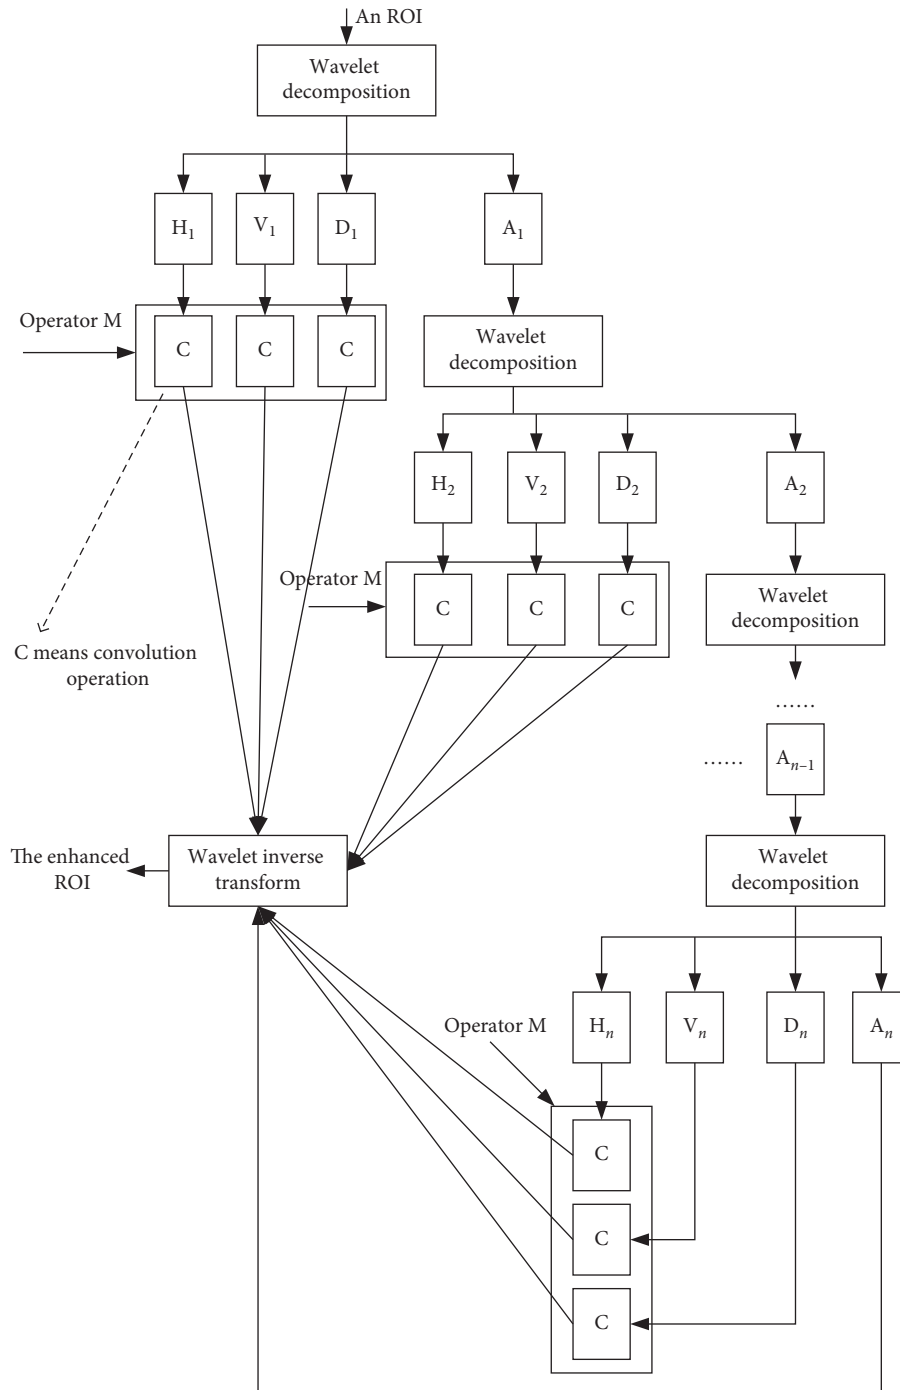 An ROI
Wavelet
decomposition
H₁ V₁ D₁ A₁
Operator M
C C C
Wavelet
decomposition
H₂ V₂ D₂ A₂
Operator M
C C C
Wavelet
decomposition
C means convolution
operation
......
...... Aₙ₋₁
The enhanced
ROI
Wavelet inverse
transform
Wavelet
decomposition
Operator M
Hₙ Vₙ Dₙ Aₙ
C
C
C